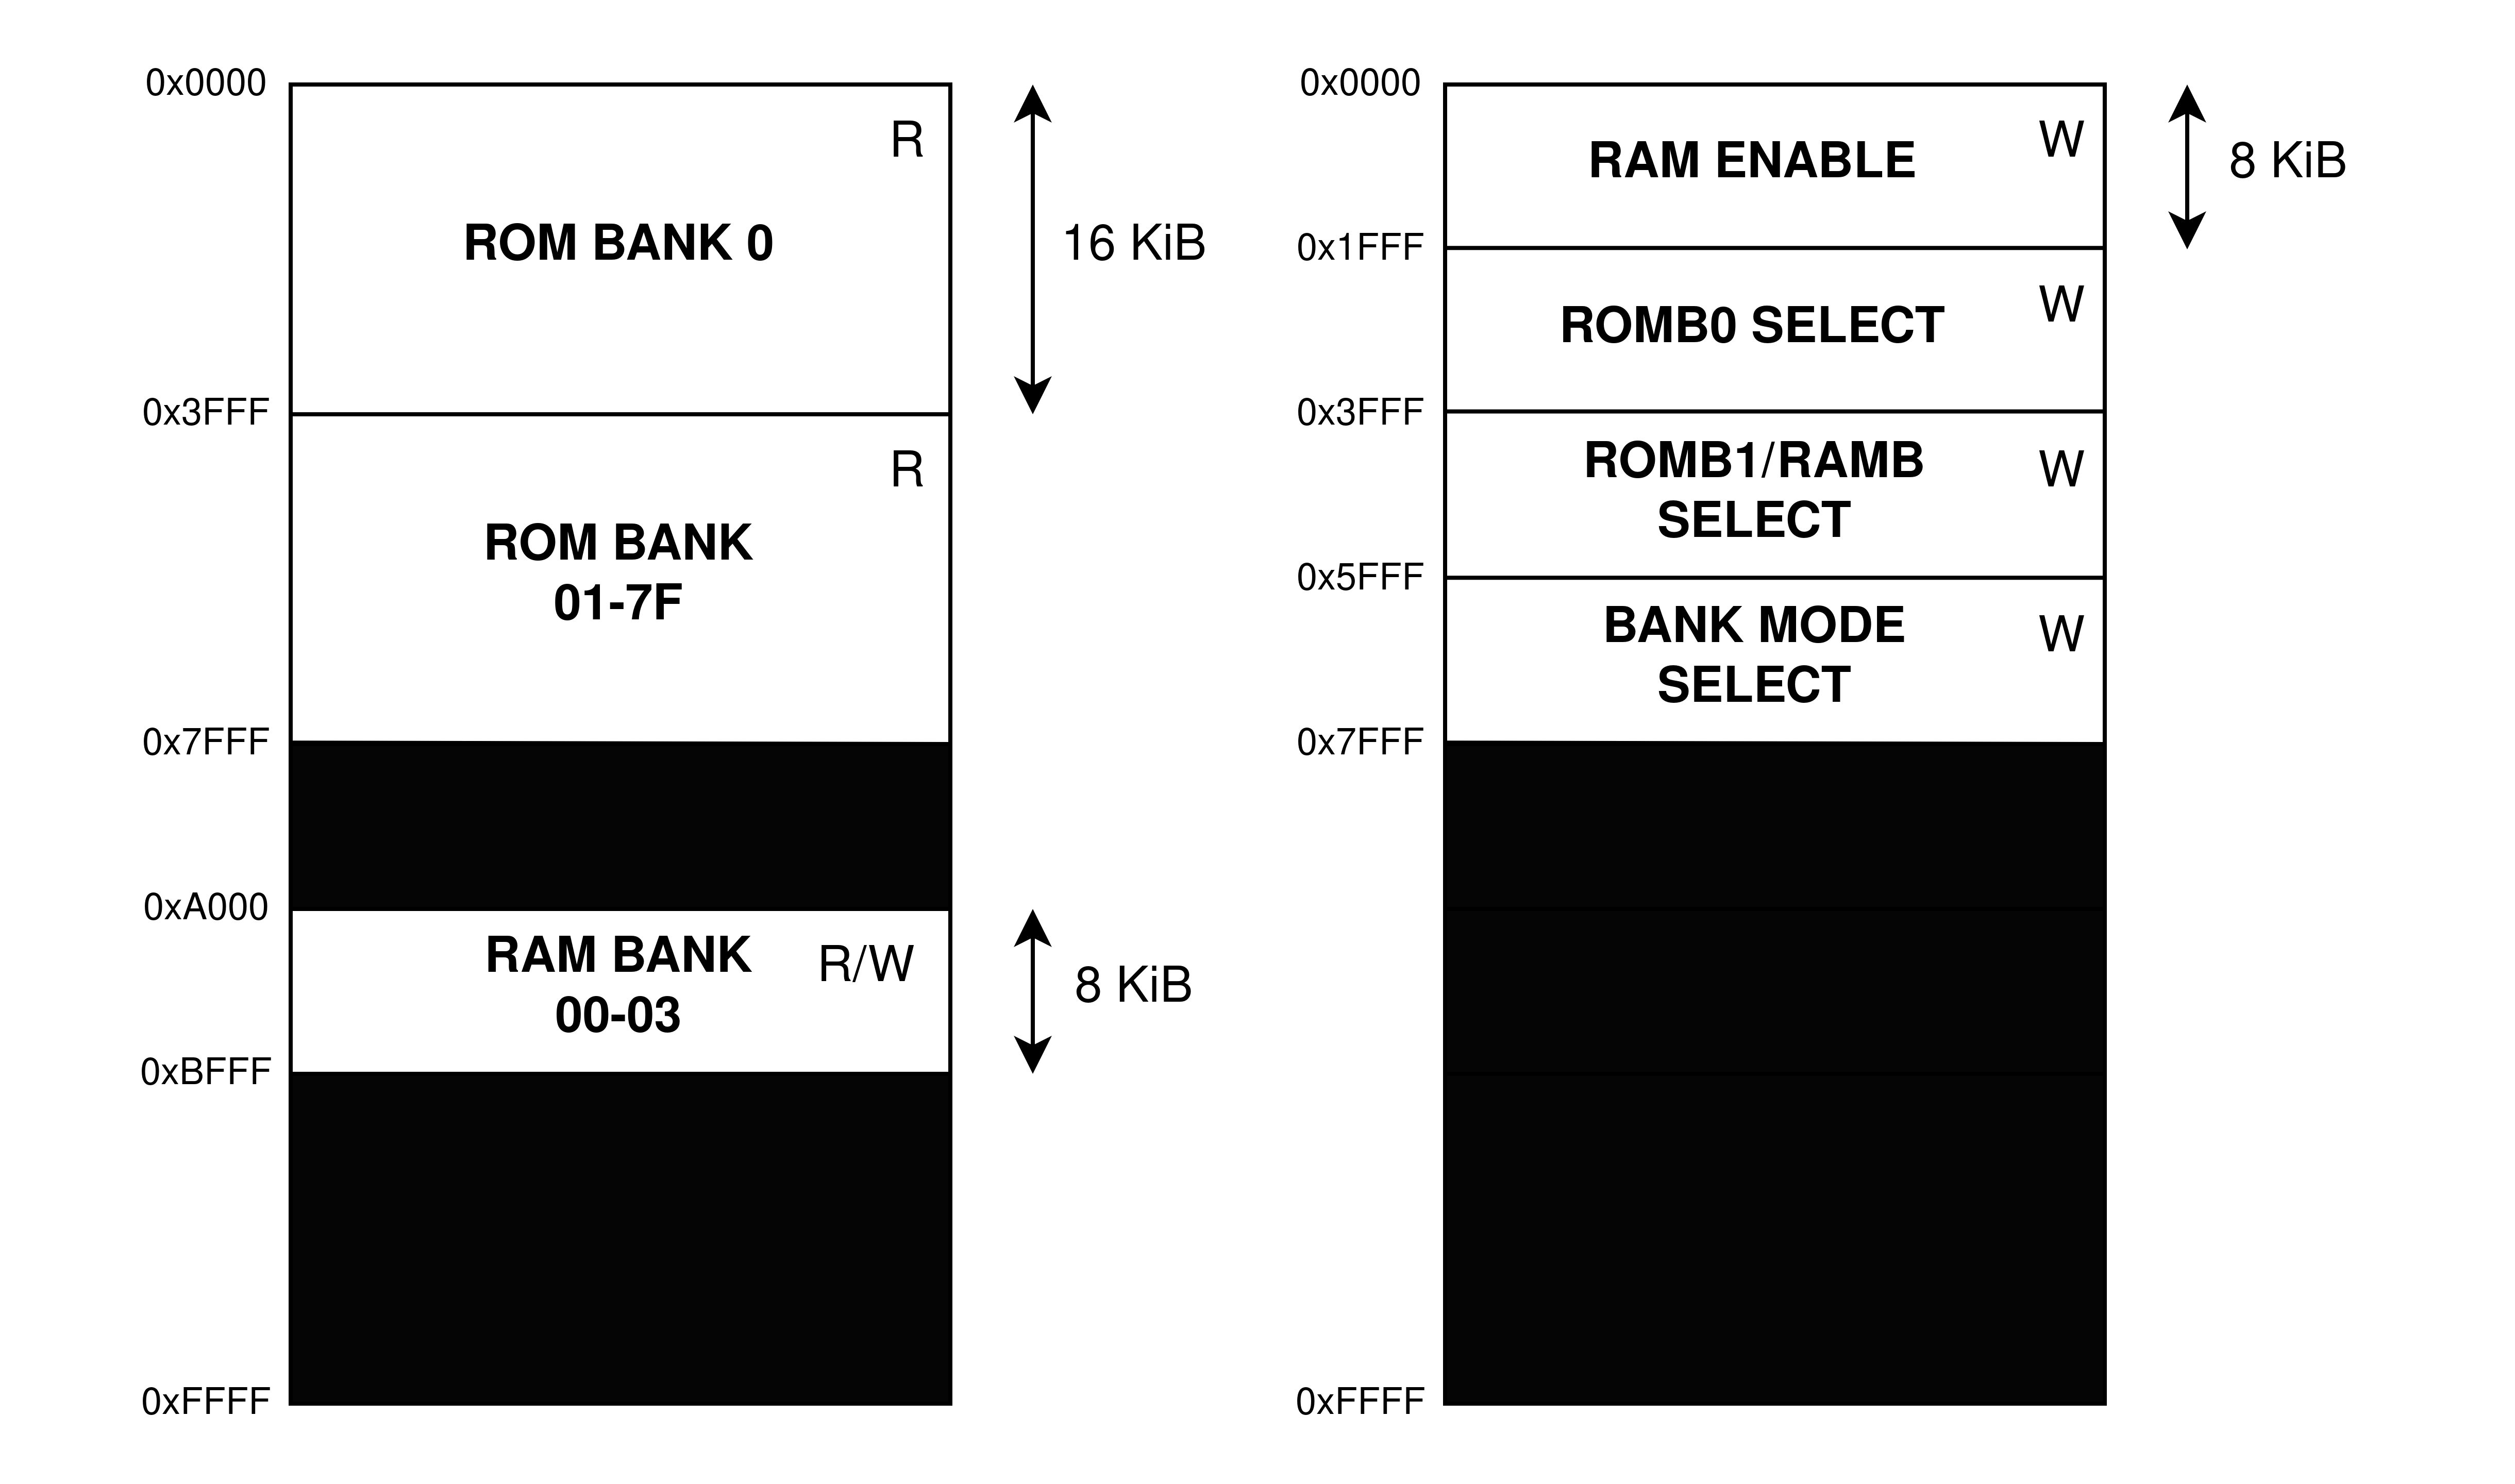 0x0000
R
ROM BANK 0
16 KiB
0x3FFF
R
ROM BANK
01-7F
0x7FFF
0xA000
RAM BANK
00-03
R/W
8 KiB
0xBFFF
0xFFFF
0x0000
W
RAM ENABLE
8 KiB
0x1FFF
W
ROMB0 SELECT
0x3FFF
ROMB1/RAMB
SELECT
W
0x5FFF
BANK MODE
SELECT
W
0x7FFF
0xFFFF